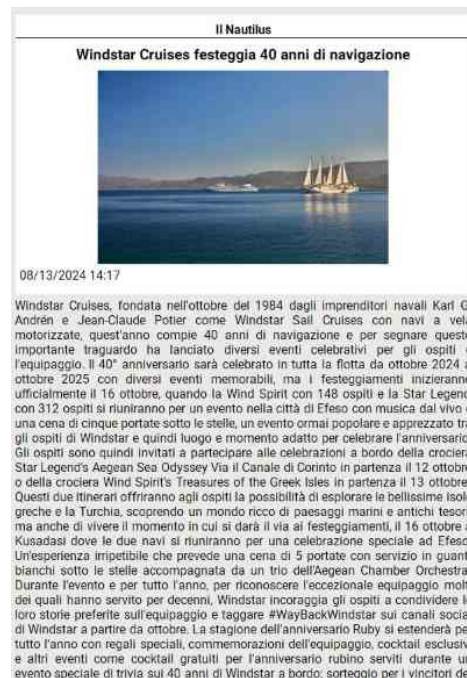 Il Nautilus
Windstar Cruises festeggia 40 anni di navigazione
08/13/2024 14:17
Windstar Cruises, fondata nell'ottobre del 1984 dagli imprenditori navali Karl G.
Andrén e Jean-Claude Potier come Windstar Sail Cruises con navi a vela
motorizzate, quest'anno compie 40 anni di navigazione e per segnare questo
importante traguardo ha lanciato diversi eventi celebrativi per gli ospiti e
l'equipaggio. Il 40° anniversario sarà celebrato in tutta la flotta da ottobre 2024 a
ottobre 2025 con diversi eventi memorabili, ma i festeggiamenti inizieranno
ufficialmente il 16 ottobre, quando la Wind Spirit con 148 ospiti e la Star Legend
con 312 ospiti si riuniranno per un evento nella città di Efeso con musica dal vivo e
una cena di cinque portate sotto le stelle, un evento ormai popolare e apprezzato tra
gli ospiti di Windstar e quindi luogo e momento adatto per celebrare l'anniversario.
Gli ospiti sono quindi invitati a partecipare alle celebrazioni a bordo della crociera
Star Legend's Aegean Sea Odyssey Via il Canale di Corinto in partenza il 12 ottobre
o della crociera Wind Spirit's Treasures of the Greek Isles in partenza il 13 ottobre.
Questi due itinerari offriranno agli ospiti la possibilità di esplorare le bellissime isole
greche e la Turchia, scoprendo un mondo ricco di paesaggi marini e antichi tesori,
ma anche di vivere il momento in cui si darà il via ai festeggiamenti, il 16 ottobre a
Kusadasi dove le due navi si riuniranno per una celebrazione speciale ad Efeso.
Un'esperienza irripetibile che prevede una cena di 5 portate con servizio in guanti
bianchi sotto le stelle accompagnata da un trio dell'Aegean Chamber Orchestra.
Durante l'evento e per tutto l'anno, per riconoscere l'eccezionale equipaggio molti
dei quali hanno servito per decenni, Windstar incoraggia gli ospiti a condividere le
loro storie preferite sull'equipaggio e taggare #WayBackWindstar sui canali social
di Windstar a partire da ottobre. La stagione dell'anniversario Ruby si estenderà per
tutto l'anno con regali speciali, commemorazioni dell'equipaggio, cocktail esclusivi
e altri eventi come cocktail gratuiti per l'anniversario rubino serviti durante un
evento speciale di trivia sui 40 anni di Windstar a bordo; sorteggio per i vincitori del